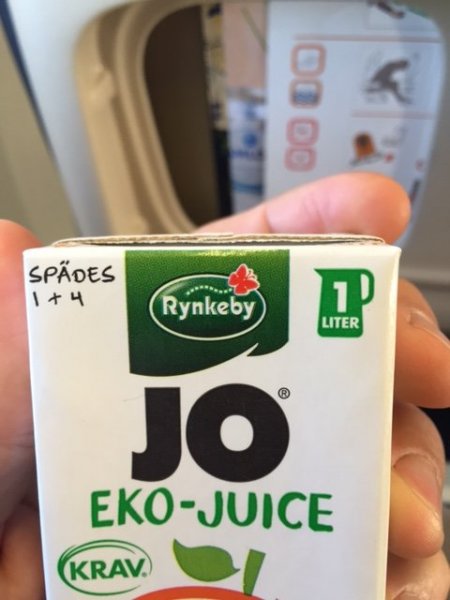 SPÄDES
1 + 4
Rynkeby
1
LITER
JO®
EKO-JUICE
KRAV